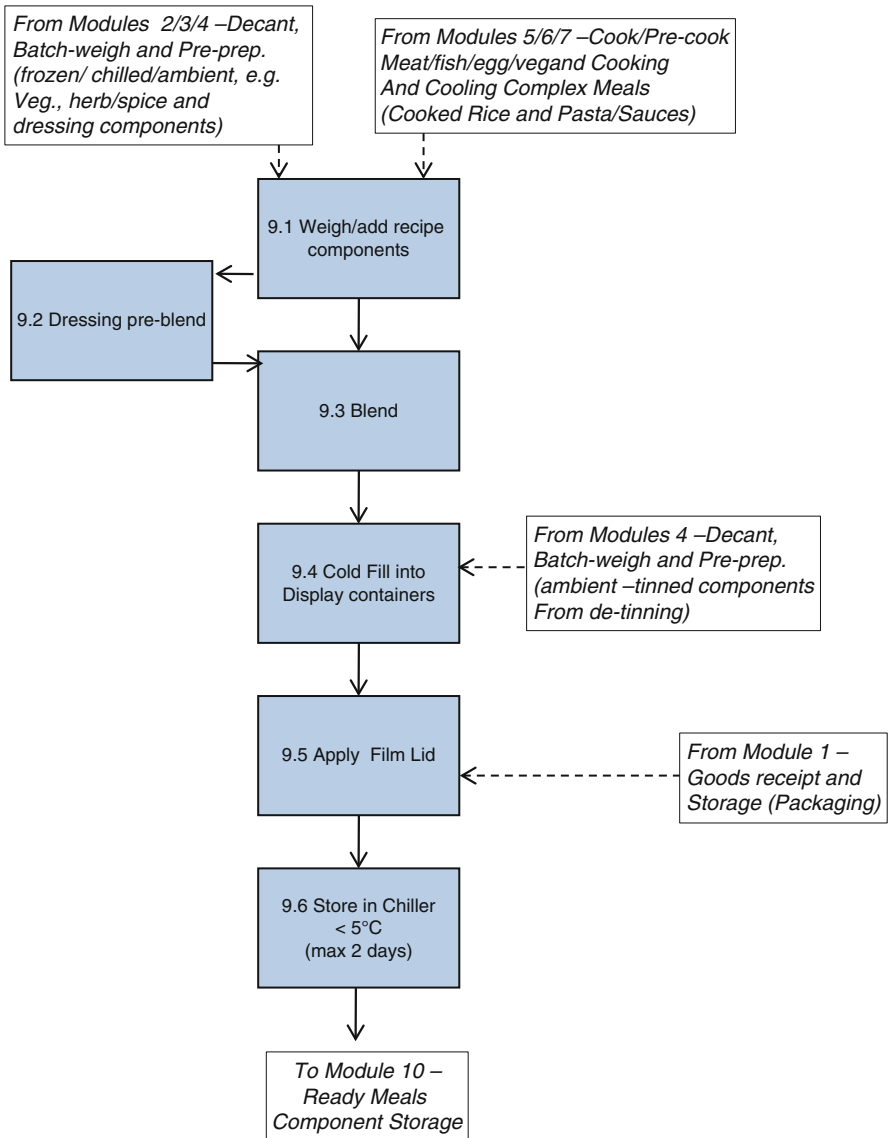 From Modules 2/3/4 –Decant,
Batch-weigh and Pre-prep.
(frozen/ chilled/ambient, e.g.
Veg., herb/spice and
dressing components)
From Modules 5/6/7 –Cook/Pre-cook
Meat/fish/egg/vegand Cooking
And Cooling Complex Meals
(Cooked Rice and Pasta/Sauces)
9.1 Weigh/add recipe
components
9.2 Dressing pre-blend
9.3 Blend
9.4 Cold Fill into
Display containers
From Modules 4 –Decant,
Batch-weigh and Pre-prep.
(ambient –tinned components
From de-tinning)
9.5 Apply Film Lid
From Module 1 –
Goods receipt and
Storage (Packaging)
9.6 Store in Chiller
< 5°C
(max 2 days)
To Module 10 –
Ready Meals
Component Storage